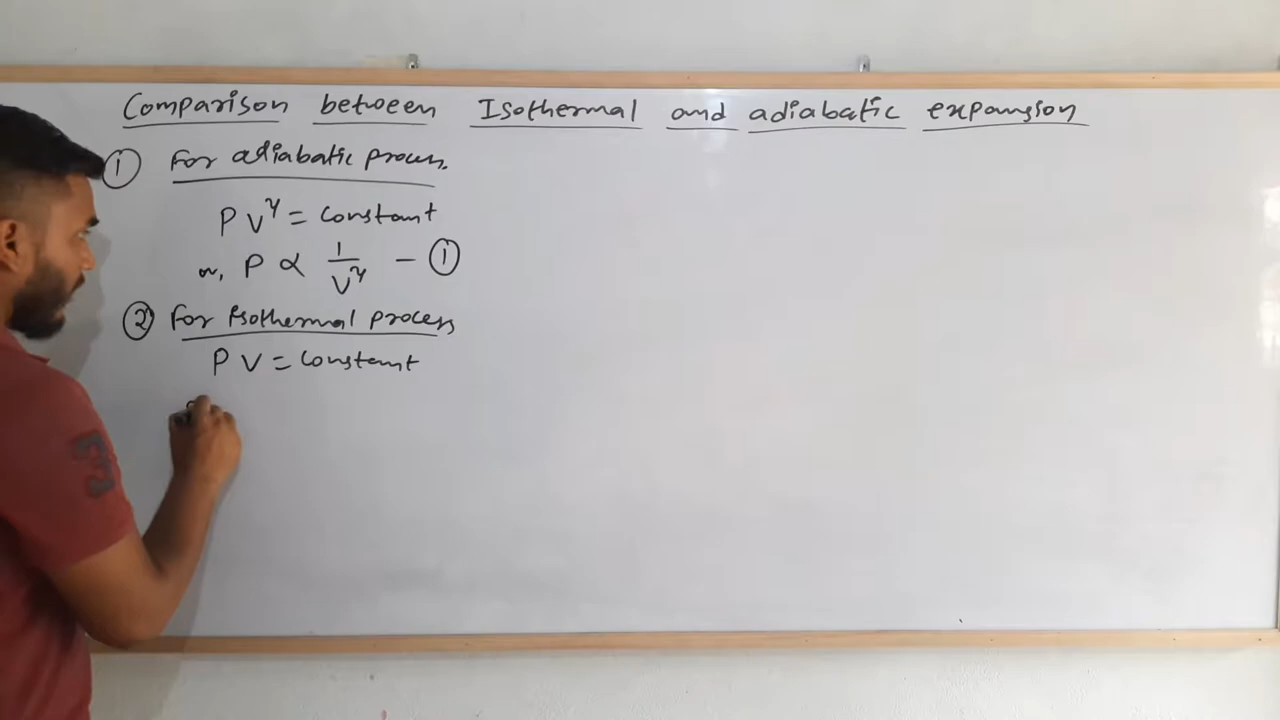 Comparison between Isothermal and adiabatic expansion
① For adiabatic process.
P V^γ = Constant
or, P ∝ 1/V^γ - ①
② For isothermal process
P V = Constant
3